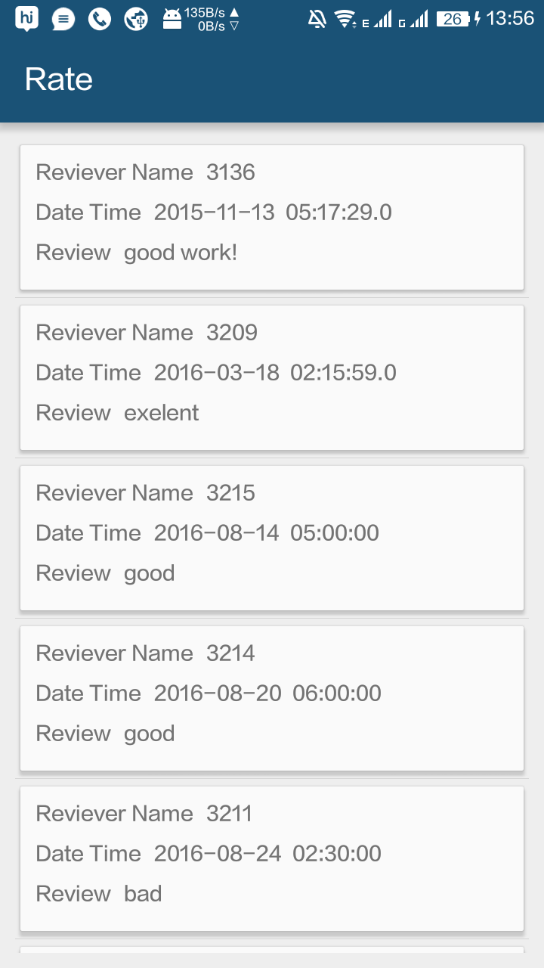 hi 135B/s 0B/s E G 26 13:56
Rate
Reviever Name 3136
Date Time 2015-11-13 05:17:29.0
Review good work!
Reviever Name 3209
Date Time 2016-03-18 02:15:59.0
Review exelent
Reviever Name 3215
Date Time 2016-08-14 05:00:00
Review good
Reviever Name 3214
Date Time 2016-08-20 06:00:00
Review good
Reviever Name 3211
Date Time 2016-08-24 02:30:00
Review bad